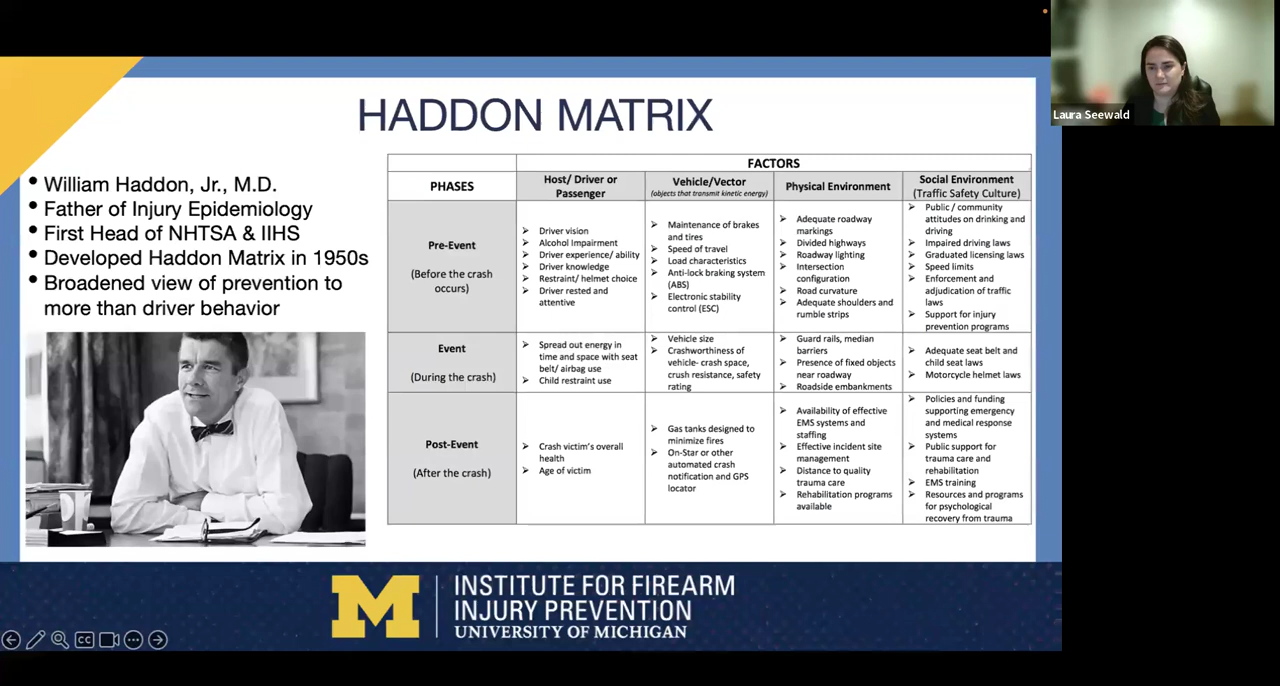 HADDON MATRIX
Laura Seewald
• William Haddon, Jr., M.D.
• Father of Injury Epidemiology
• First Head of NHTSA & IIHS
• Developed Haddon Matrix in 1950s
• Broadened view of prevention to
more than driver behavior
PHASES
FACTORS
Host/ Driver or
Passenger
Vehicle/Vector
(objects that transmit kinetic energy)
Physical Environment
Social Environment
(Traffic Safety Culture)
Pre-Event
(Before the crash
occurs)
➢ Driver vision
➢ Alcohol Impairment
➢ Driver experience/ ability
➢ Driver knowledge
➢ Restraint/ helmet choice
➢ Driver rested and
attentive
➢ Maintenance of brakes
and tires
➢ Speed of travel
➢ Load characteristics
➢ Anti-lock braking system
(ABS)
➢ Electronic stability
control (ESC)
➢ Adequate roadway
markings
➢ Divided highways
➢ Roadway lighting
➢ Intersection
configuration
➢ Road curvature
➢ Adequate shoulders and
rumble strips
➢ Public / community
attitudes on drinking and
driving
➢ Impaired driving laws
➢ Graduated licensing laws
➢ Speed limits
➢ Enforcement and
adjudication of traffic
laws
➢ Support for injury
prevention programs
Event
(During the crash)
➢ Spread out energy in
time and space with seat
belt/ airbag use
➢ Child restraint use
➢ Vehicle size
➢ Crashworthiness of
vehicle- crash space,
crush resistance, safety
rating
➢ Guard rails, median
barriers
➢ Presence of fixed objects
near roadway
➢ Roadside embankments
➢ Adequate seat belt and
child seat laws
➢ Motorcycle helmet laws
Post-Event
(After the crash)
➢ Crash victim's overall
health
➢ Age of victim
➢ Gas tanks designed to
minimize fires
➢ On-Star or other
automated crash
notification and GPS
locator
➢ Availability of effective
EMS systems and
staffing
➢ Effective incident site
management
➢ Distance to quality
trauma care
➢ Rehabilitation programs
available
➢ Policies and funding
supporting emergency
and medical response
systems
➢ Public support for
trauma care and
rehabilitation
➢ EMS training
➢ Resources and programs
for psychological
recovery from trauma
M
INSTITUTE FOR FIREARM
INJURY PREVENTION
UNIVERSITY OF MICHIGAN
CC